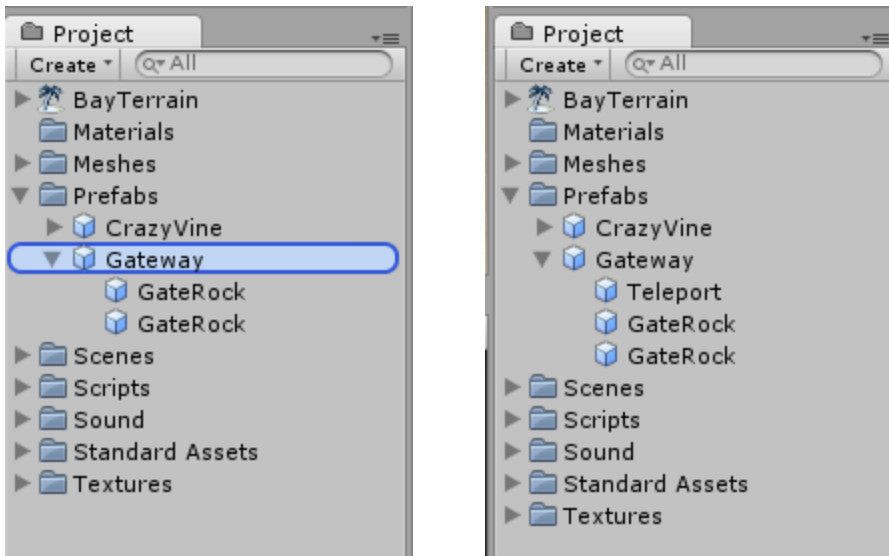 Project
Create All
BayTerrain
Materials
Meshes
Prefabs
CrazyVine
Gateway
GateRock
GateRock
Scenes
Scripts
Sound
Standard Assets
Textures
Project
Create All
BayTerrain
Materials
Meshes
Prefabs
CrazyVine
Gateway
Teleport
GateRock
GateRock
Scenes
Scripts
Sound
Standard Assets
Textures